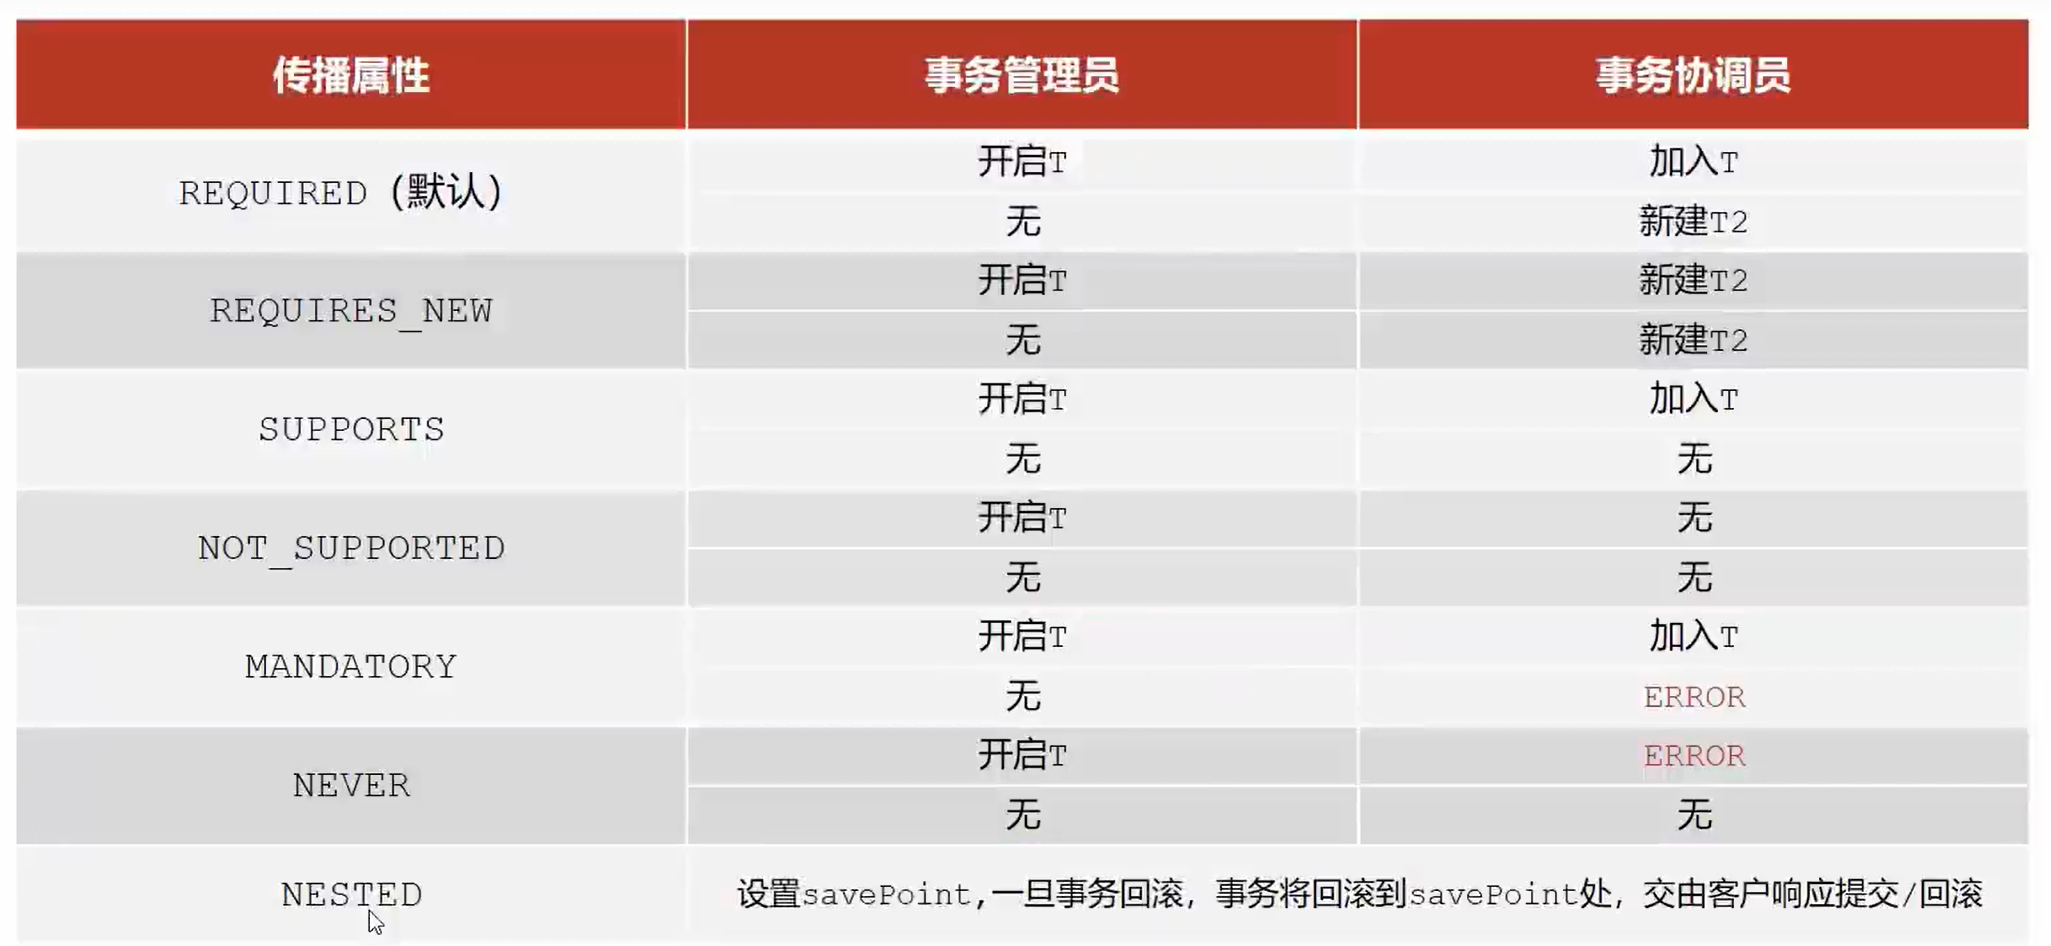 传播属性 事务管理员 事务协调员
REQUIRED（默认） 开启T 加入T
无 新建T2
REQUIRES_NEW 开启T 新建T2
无 新建T2
SUPPORTS 开启T 加入T
无 无
NOT_SUPPORTED 开启T 无
无 无
MANDATORY 开启T 加入T
无 ERROR
NEVER 开启T ERROR
无 无
NESTED 设置savePoint,一旦事务回滚，事务将回滚到savePoint处，交由客户响应提交/回滚